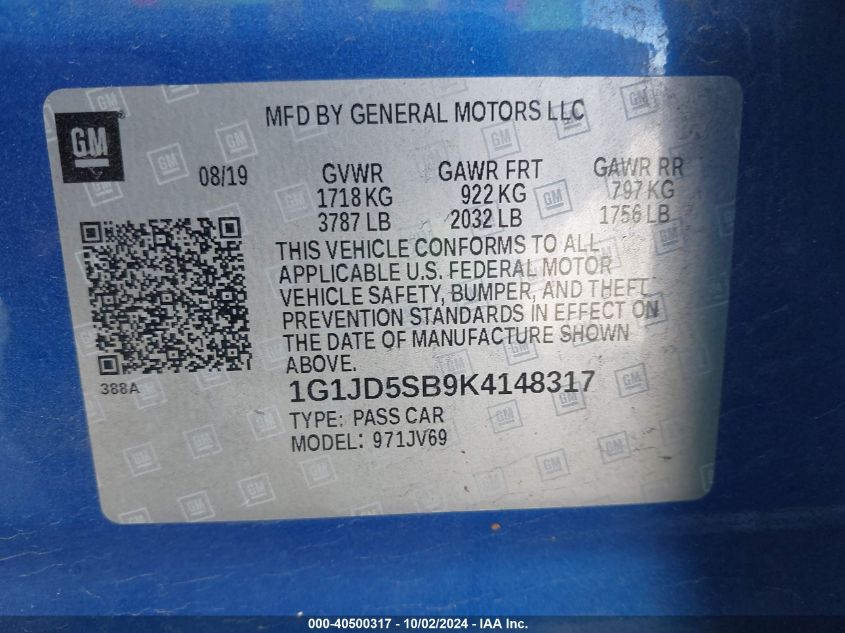 MFD BY GENERAL MOTORS LLC
GM
08/19
GVWR GAWR FRT GAWR RR
1718 KG 922 KG 797 KG
3787 LB 2032 LB 1756 LB
THIS VEHICLE CONFORMS TO ALL
APPLICABLE U.S. FEDERAL MOTOR
VEHICLE SAFETY, BUMPER, AND THEFT
PREVENTION STANDARDS IN EFFECT ON
THE DATE OF MANUFACTURE SHOWN
ABOVE.
388A
1G1JD5SB9K4148317
TYPE: PASS CAR
MODEL: 971JV69
000-40500317 - 10/02/2024 - IAA Inc.